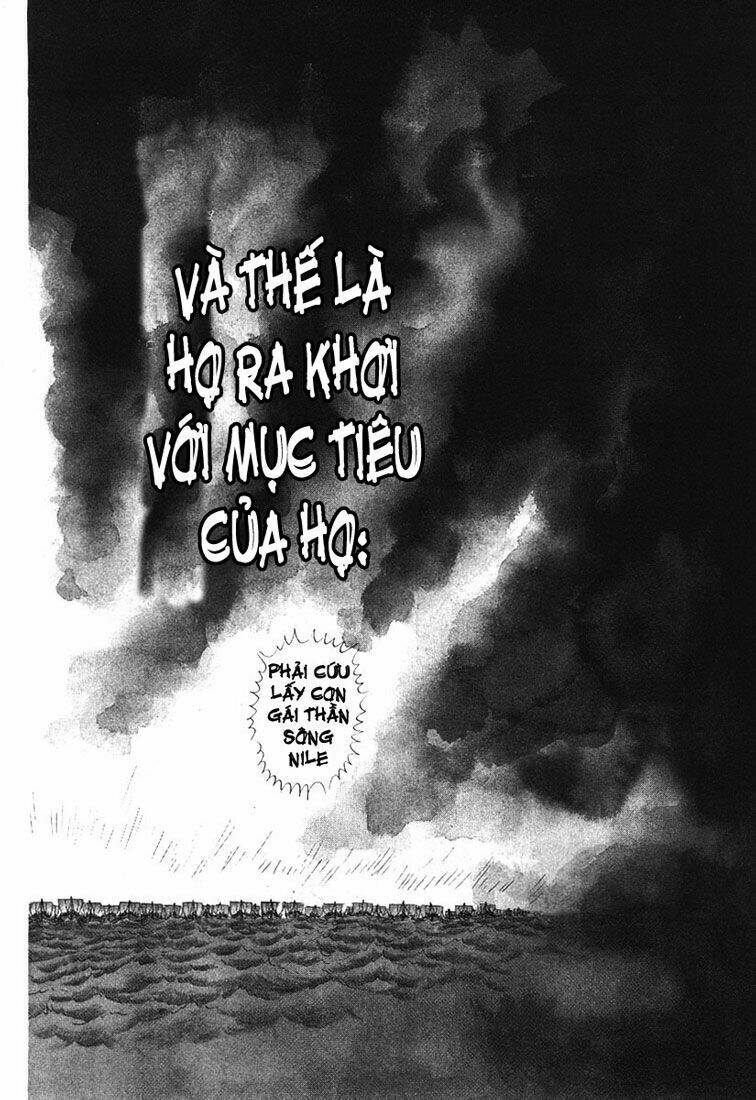 VÀ THẾ LÀ
HỌ RA KHƠI
VỚI MỤC TIÊU
CỦA HỌ:
PHẢI CỨU
LẤY CON
GÁI THẦN
SÔNG
NILE